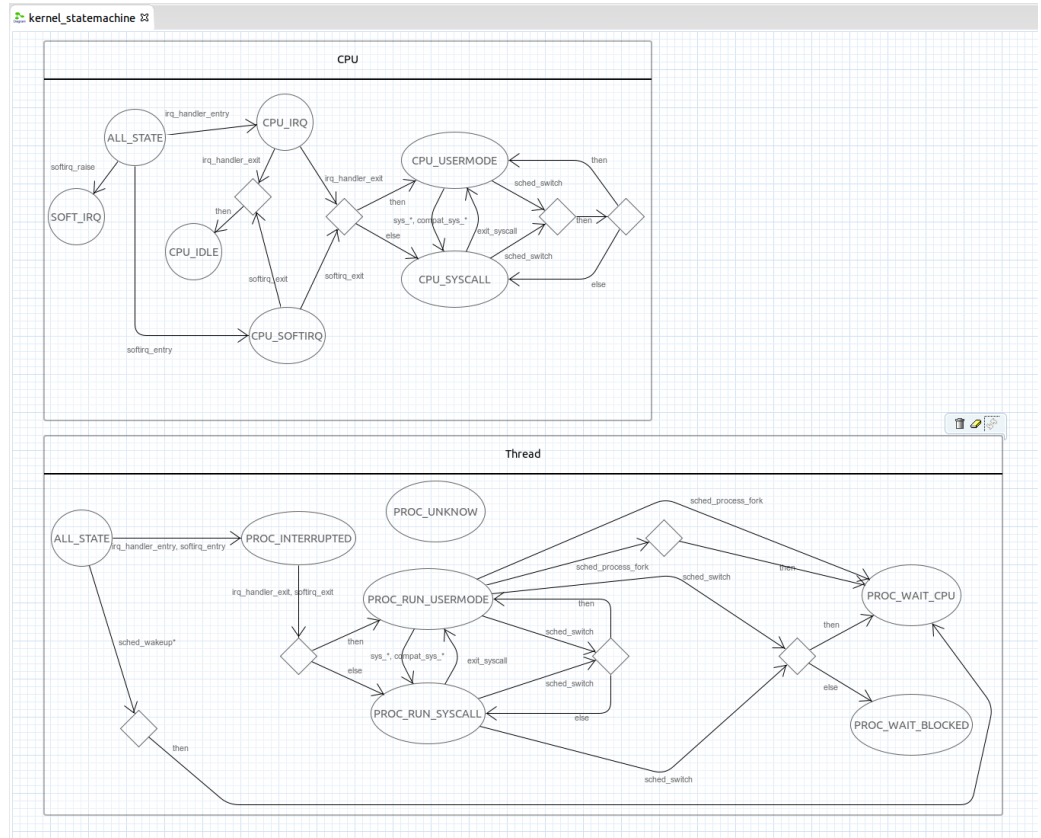 kernel_statemachine
CPU
irq_handler_entry
CPU_IRQ
ALL_STATE
softirq_raise
irq_handler_exit
irq_handler_exit
CPU_USERMODE
then
sched_switch
SOFT_IRQ
then
then
sys_*, compat_sys_*
exit_syscall
then
else
CPU_IDLE
sched_switch
softirq_exit
softirq_exit
CPU_SYSCALL
else
CPU_SOFTIRQ
softirq_entry
Thread
sched_process_fork
PROC_UNKNOW
ALL_STATE
irq_handler_entry, softirq_entry
PROC_INTERRUPTED
sched_process_fork
then
sched_switch
irq_handler_exit, softirq_exit
PROC_RUN_USERMODE
then
PROC_WAIT_CPU
sched_switch
then
then
sched_wakeup*
sys_*, compat_sys_*
exit_syscall
else
sched_switch
else
PROC_RUN_SYSCALL
else
PROC_WAIT_BLOCKED
then
sched_switch